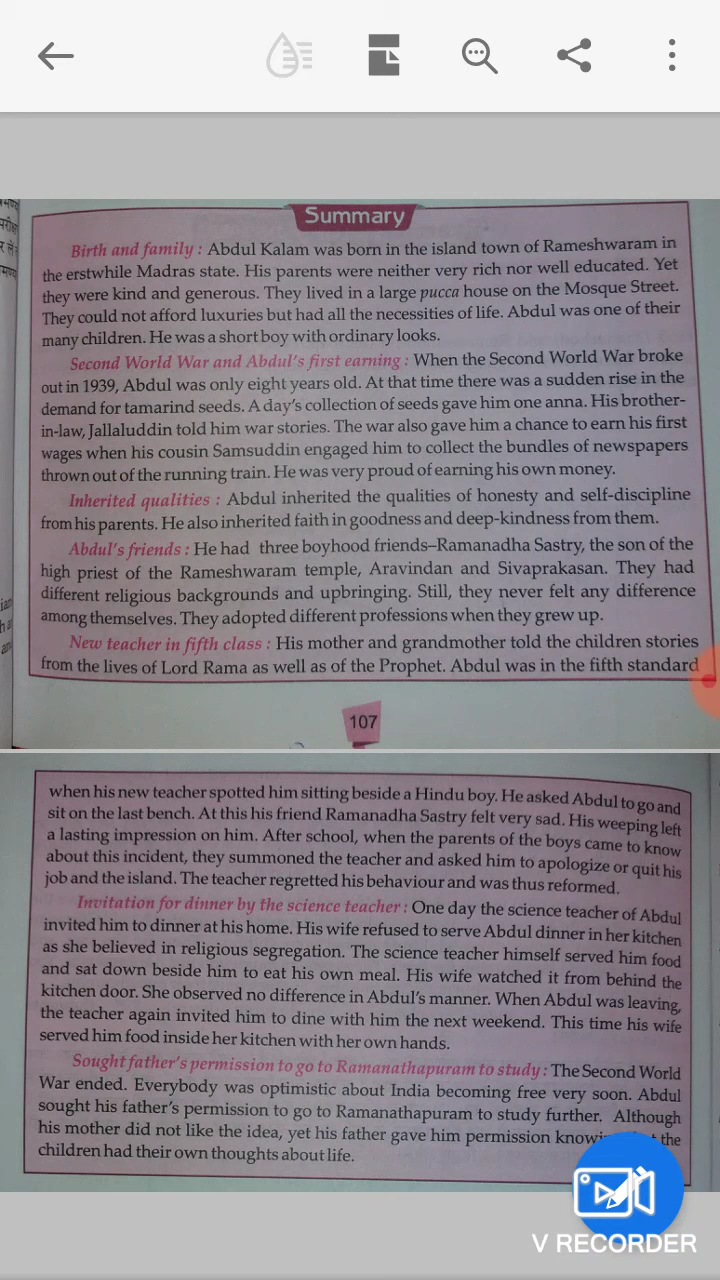 Summary
Birth and family : Abdul Kalam was born in the island town of Rameshwaram in
the erstwhile Madras state. His parents were neither very rich nor well educated. Yet
they were kind and generous. They lived in a large pucca house on the Mosque Street.
They could not afford luxuries but had all the necessities of life. Abdul was one of their
many children. He was a short boy with ordinary looks.
Second World War and Abdul's first earning : When the Second World War broke
out in 1939, Abdul was only eight years old. At that time there was a sudden rise in the
demand for tamarind seeds. A day's collection of seeds gave him one anna. His brother-
in-law, Jallaluddin told him war stories. The war also gave him a chance to earn his first
wages when his cousin Samsuddin engaged him to collect the bundles of newspapers
thrown out of the running train. He was very proud of earning his own money.
Inherited qualities : Abdul inherited the qualities of honesty and self-discipline
from his parents. He also inherited faith in goodness and deep-kindness from them.
Abdul's friends : He had three boyhood friends–Ramanadha Sastry, the son of the
high priest of the Rameshwaram temple, Aravindan and Sivaprakasan. They had
different religious backgrounds and upbringing. Still, they never felt any difference
among themselves. They adopted different professions when they grew up.
New teacher in fifth class : His mother and grandmother told the children stories
from the lives of Lord Rama as well as of the Prophet. Abdul was in the fifth standard
107
when his new teacher spotted him sitting beside a Hindu boy. He asked Abdul to go and
sit on the last bench. At this his friend Ramanadha Sastry felt very sad. His weeping left
a lasting impression on him. After school, when the parents of the boys came to know
about this incident, they summoned the teacher and asked him to apologize or quit his
job and the island. The teacher regretted his behaviour and was thus reformed.
Invitation for dinner by the science teacher : One day the science teacher of Abdul
invited him to dinner at his home. His wife refused to serve Abdul dinner in her kitchen
as she believed in religious segregation. The science teacher himself served him food
and sat down beside him to eat his own meal. His wife watched it from behind the
kitchen door. She observed no difference in Abdul's manner. When Abdul was leaving,
the teacher again invited him to dine with him the next weekend. This time his wife
served him food inside her kitchen with her own hands.
Sought father's permission to go to Ramanathapuram to study : The Second World
War ended. Everybody was optimistic about India becoming free very soon. Abdul
sought his father's permission to go to Ramanathapuram to study further. Although
his mother did not like the idea, yet his father gave him permission the
children had their own thoughts about life.
V RECORDER